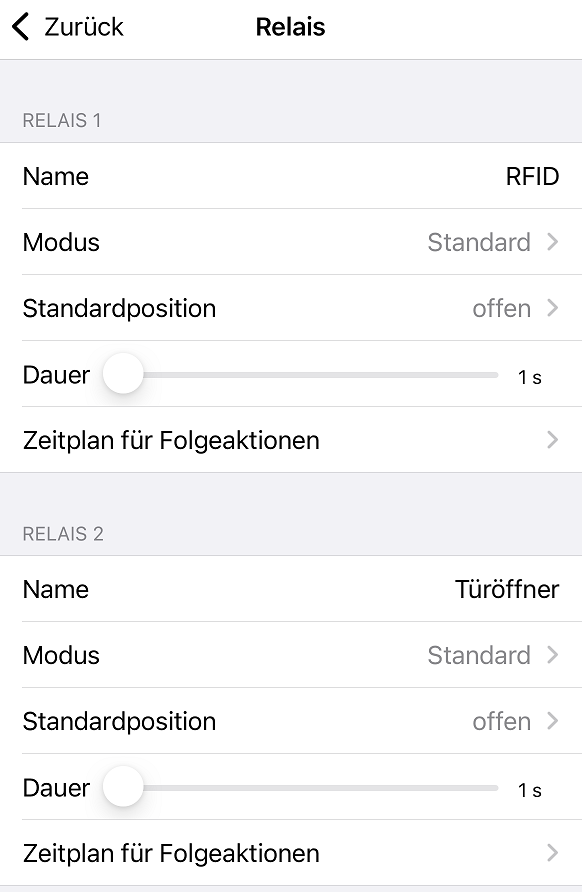 Zurück Relais
RELAIS 1
Name RFID
Modus Standard
Standardposition offen
Dauer 1 s
Zeitplan für Folgeaktionen
RELAIS 2
Name Türöffner
Modus Standard
Standardposition offen
Dauer 1 s
Zeitplan für Folgeaktionen